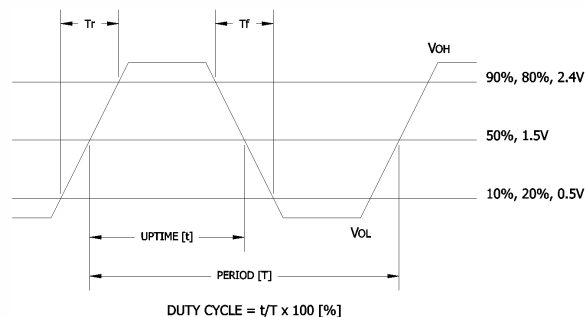 Tr
Tf
VOH
90%, 80%, 2.4V
50%, 1.5V
10%, 20%, 0.5V
UPTIME [t]
VOL
PERIOD [T]
DUTY CYCLE = t/T x 100 [%]